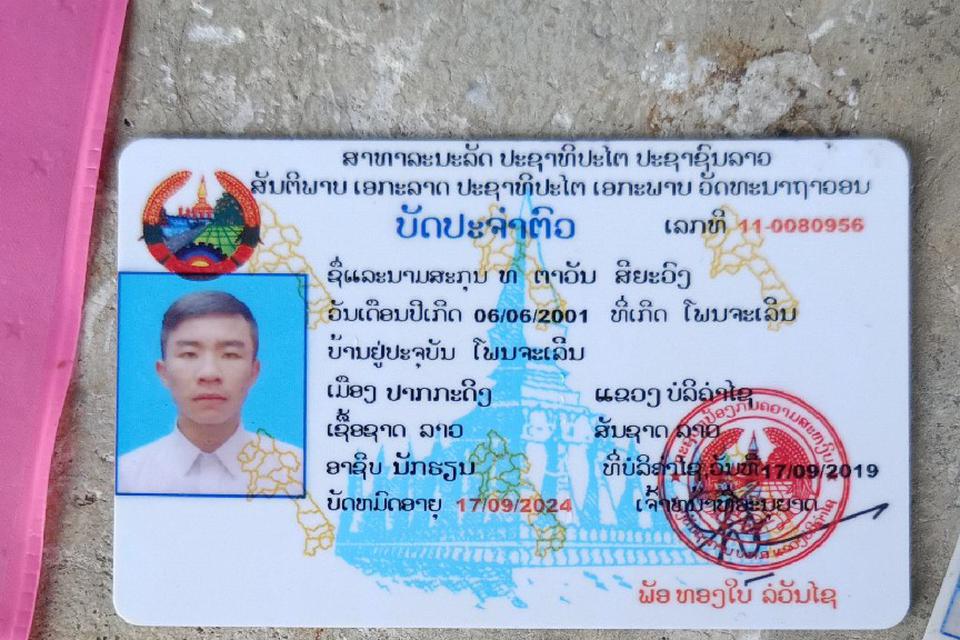 ສາທາລະນະລັດ ປະຊາທິປະໄຕ ປະຊາຊົນລາວ
ສັນຕິພາບ ເອກະລາດ ປະຊາທິປະໄຕ ເອກະພາບ ວັດທະນາຖາວອນ
ບັດປະຈຳຕົວ ເລກທີ 11-0080956
ຊື່ແລະນາມສະກຸນ ທ ຕາວັນ ສີຍະວົງ
ວັນເດືອນປີເກີດ 06/06/2001 ທີ່ເກີດ ໂພນຈະເລີນ
ບ້ານຢູ່ປະຈຸບັນ ໂພນຈະເລີນ
ເມືອງ ປາກກະດິງ ແຂວງ ບໍລິຄຳໄຊ
ເຊື້ອຊາດ ລາວ ສັນຊາດ ລາວ
ອາຊີບ ນັກຮຽນ ທີ່ບໍລິຄຳໄຊ ວັນທີ 17/09/2019
ບັດຫມົດອາຍຸ 17/09/2024 ເຈົ້າຫນ້າທີ່ອະນຸຍາດ
ພັອ ທອງໃບ ລໍວັນໄຊ